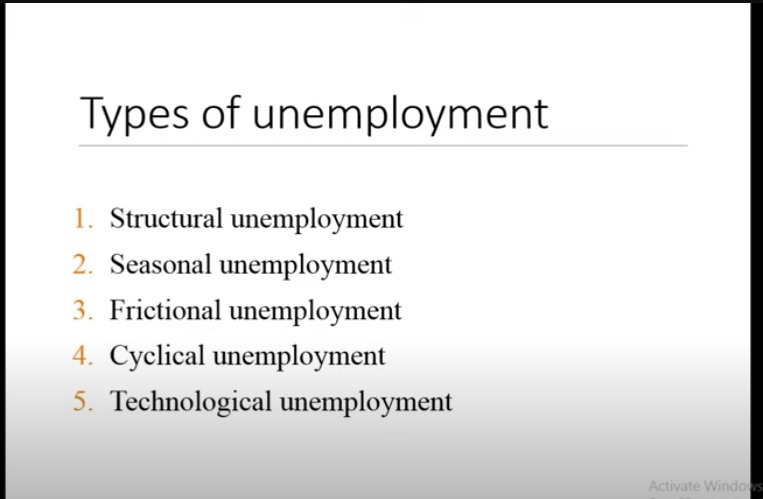 Types of unemployment
1. Structural unemployment
2. Seasonal unemployment
3. Frictional unemployment
4. Cyclical unemployment
5. Technological unemployment
Activate Windows